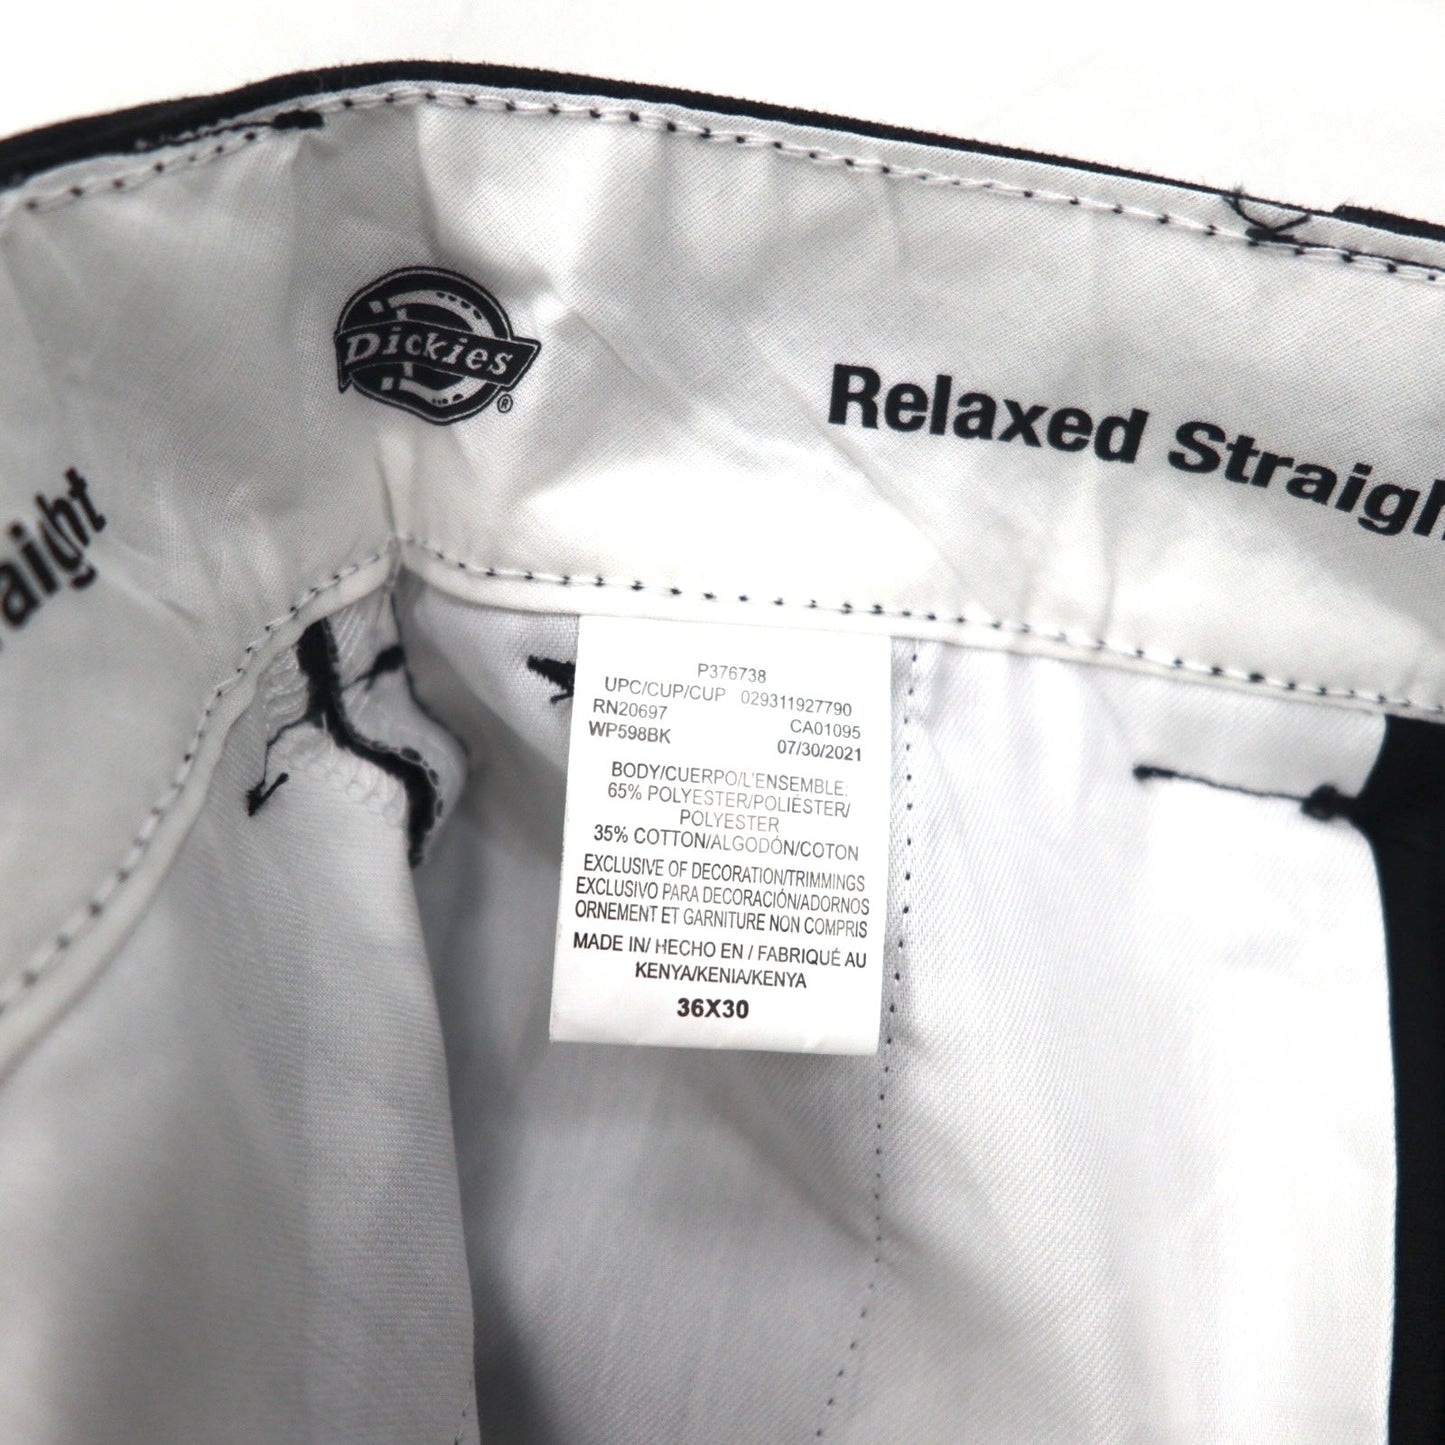 Dickies
®
Relaxed Straigh
aight
P376738
UPC/CUP/CUP 029311927790
RN20697 CA01095
WP598BK 07/30/2021
BODY/CUERPO/L'ENSEMBLE:
65% POLYESTER/POLIÉSTER/
POLYESTER
35% COTTON/ALGODÓN/COTON
EXCLUSIVE OF DECORATION/TRIMMINGS
EXCLUSIVO PARA DECORACIÓN/ADORNOS
ORNEMENT ET GARNITURE NON COMPRIS
MADE IN/ HECHO EN / FABRIQUÉ AU
KENYA/KENIA/KENYA
36X30